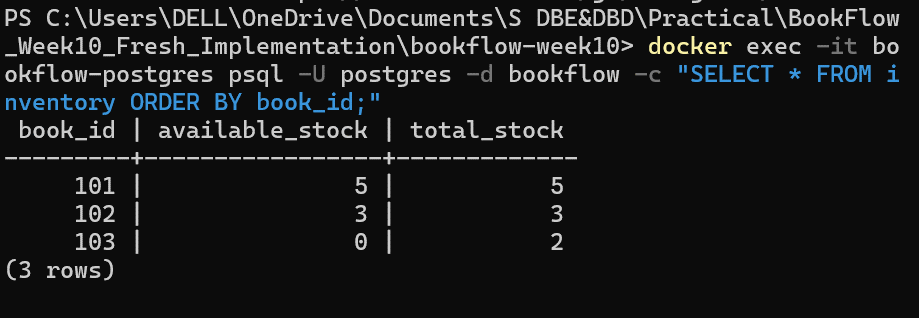 PS C:\Users\DELL\OneDrive\Documents\S DBE&DBD\Practical\BookFlow
_Week10_Fresh_Implementation\bookflow-week10> docker exec -it bo
okflow-postgres psql -U postgres -d bookflow -c "SELECT * FROM i
nventory ORDER BY book_id;"
 book_id | available_stock | total_stock
---------+-----------------+-------------
     101 |               5 |           5
     102 |               3 |           3
     103 |               0 |           2
(3 rows)